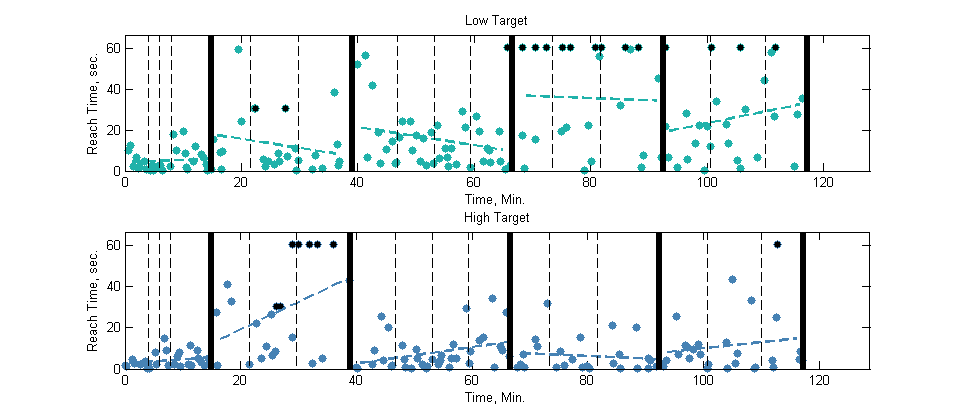 Low Target
60
40
20
0
Reach Time, sec.
0 20 40 60 80 100 120
Time, Min.
High Target
60
40
20
0
Reach Time, sec.
0 20 40 60 80 100 120
Time, Min.